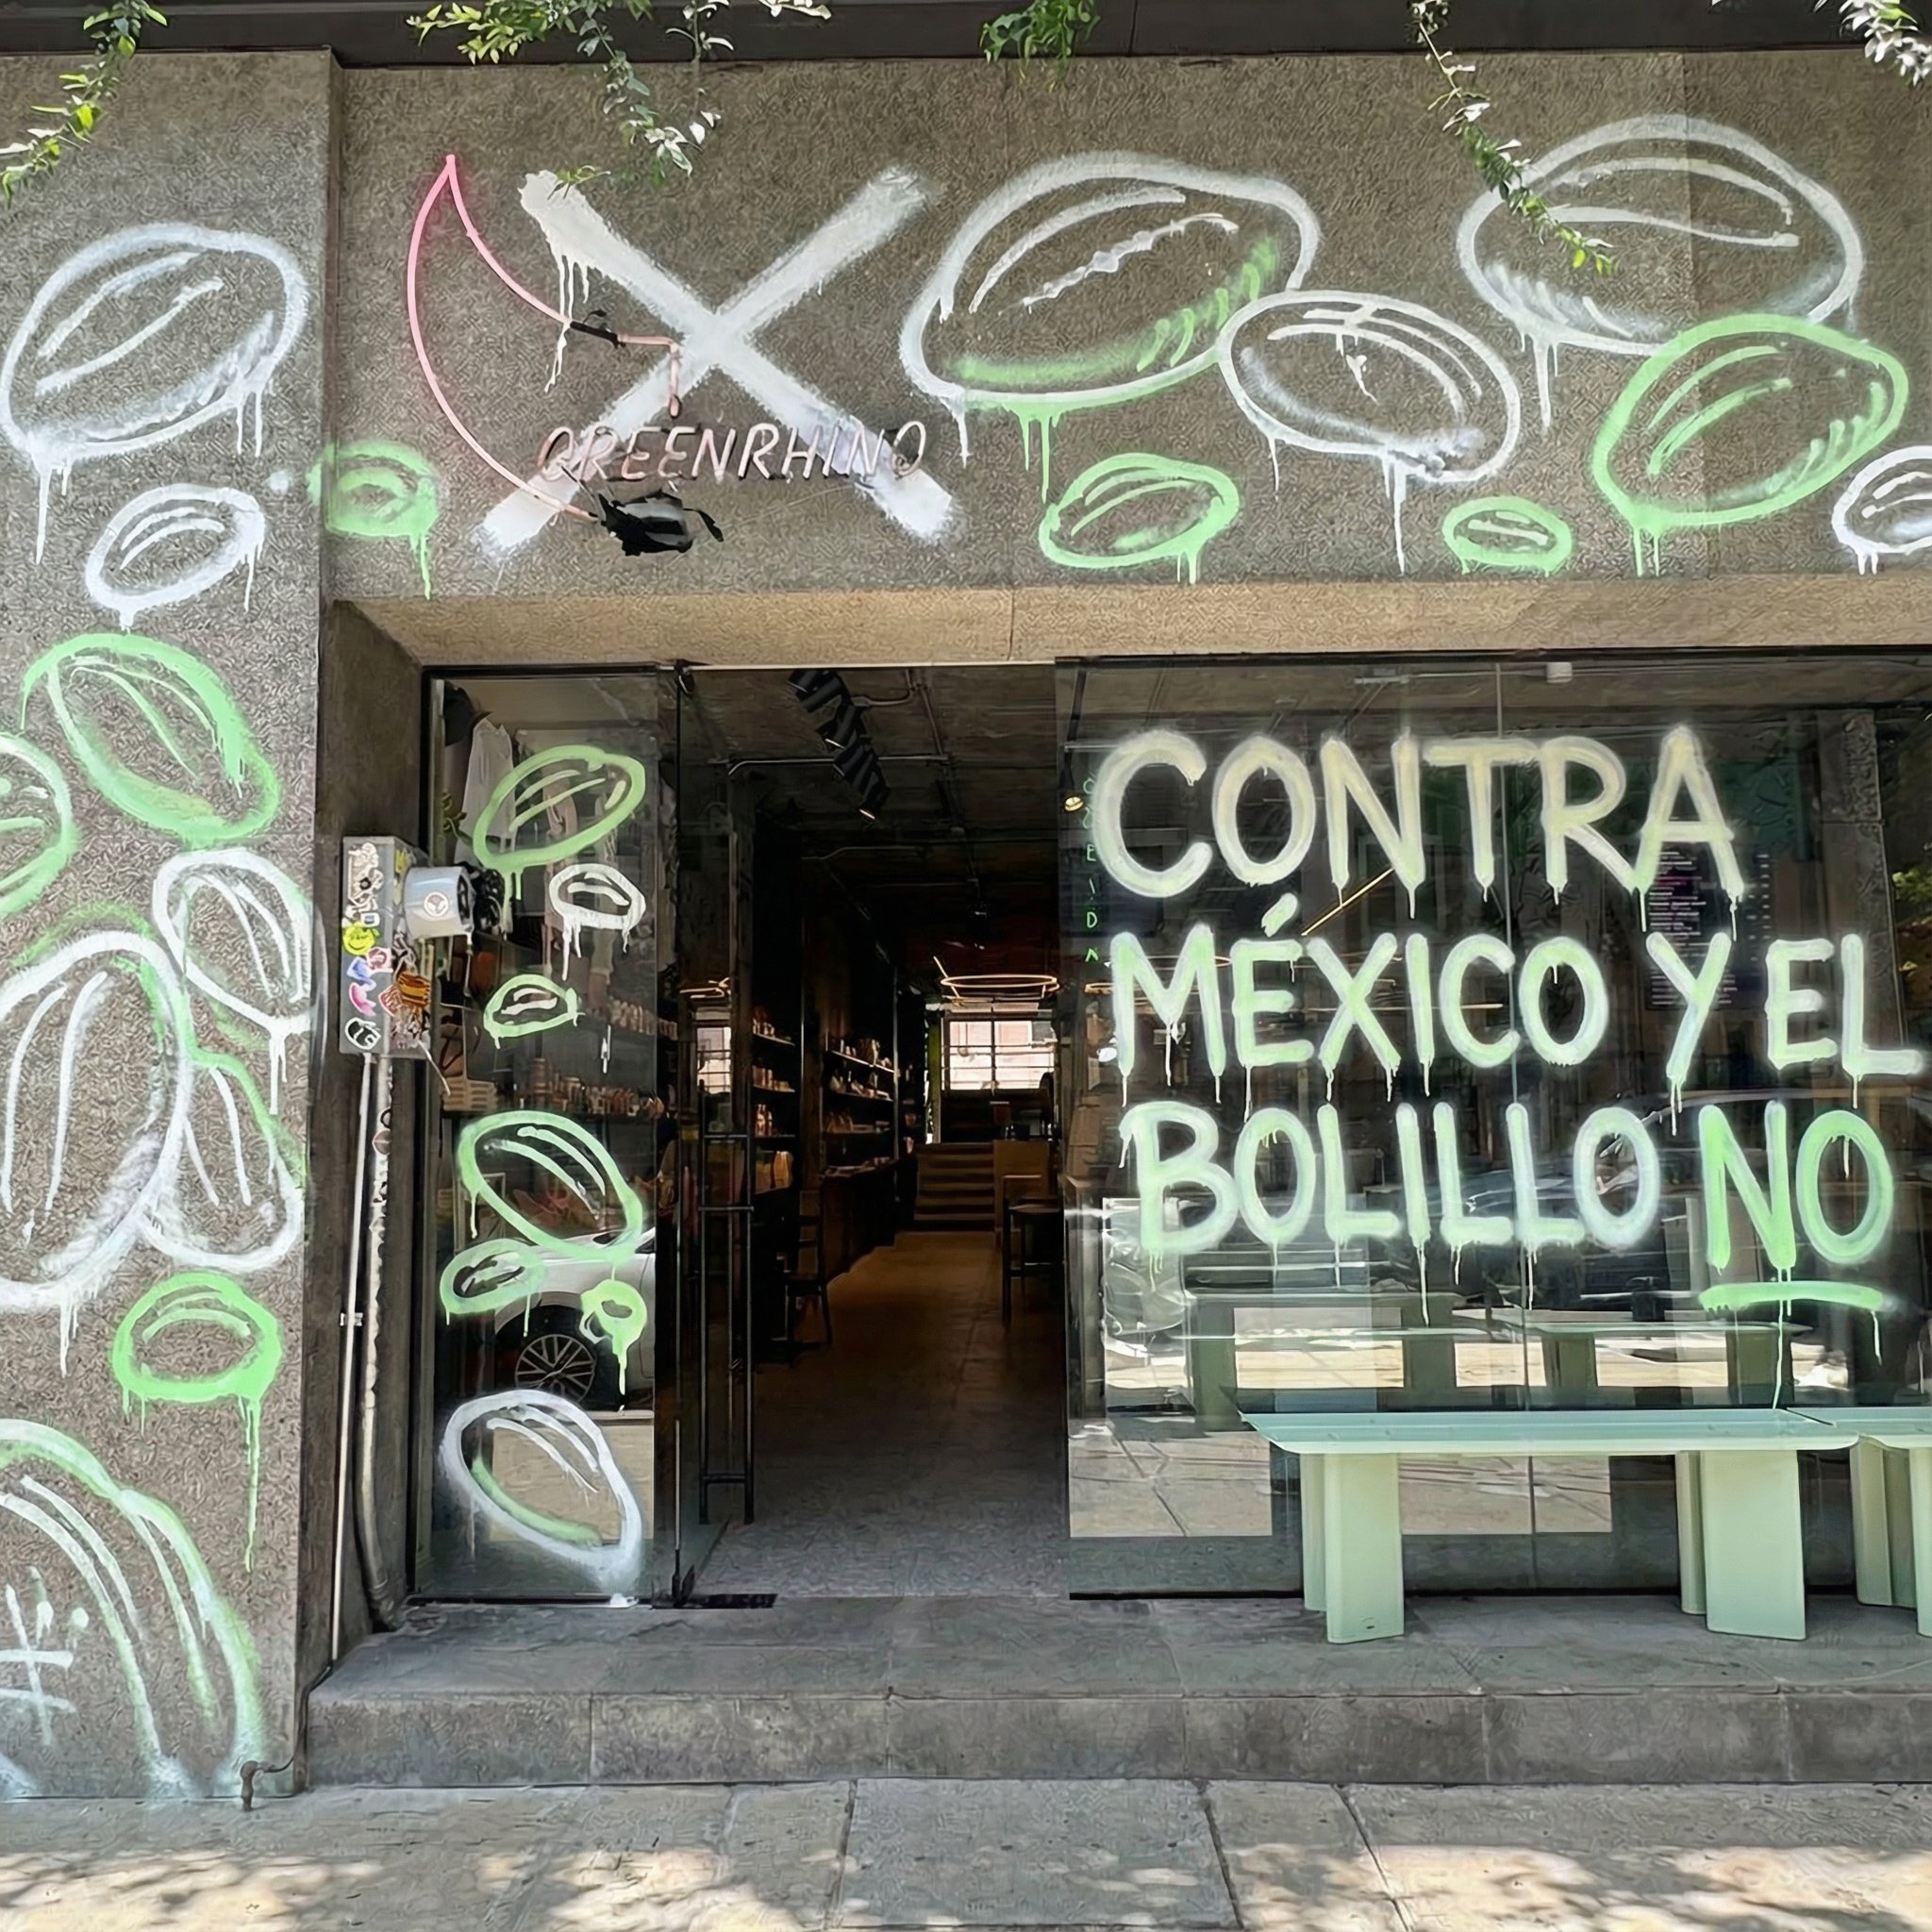 GREENRHINO
CONTRA
MÉXICO Y EL
BOLILLO NO